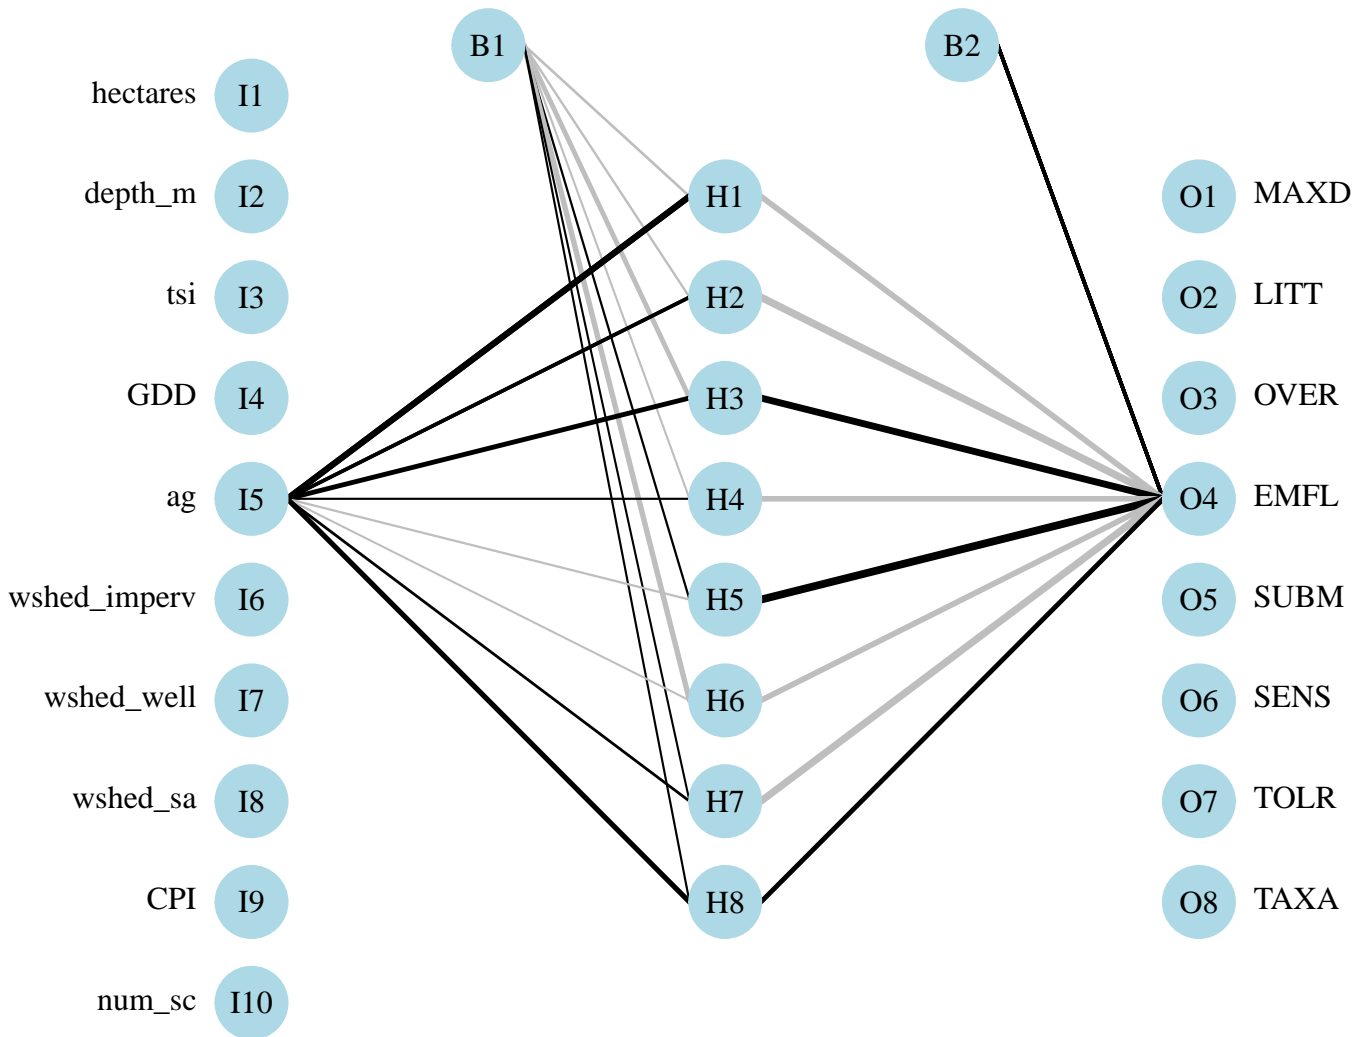 B1 B2
hectares I1
depth_m I2 H1 O1 MAXD
tsi I3 H2 O2 LITT
GDD I4 H3 O3 OVER
ag I5 H4 O4 EMFL
wshed_imperv I6 H5 O5 SUBM
wshed_well I7 H6 O6 SENS
wshed_sa I8 H7 O7 TOLR
CPI I9 H8 O8 TAXA
num_sc I10